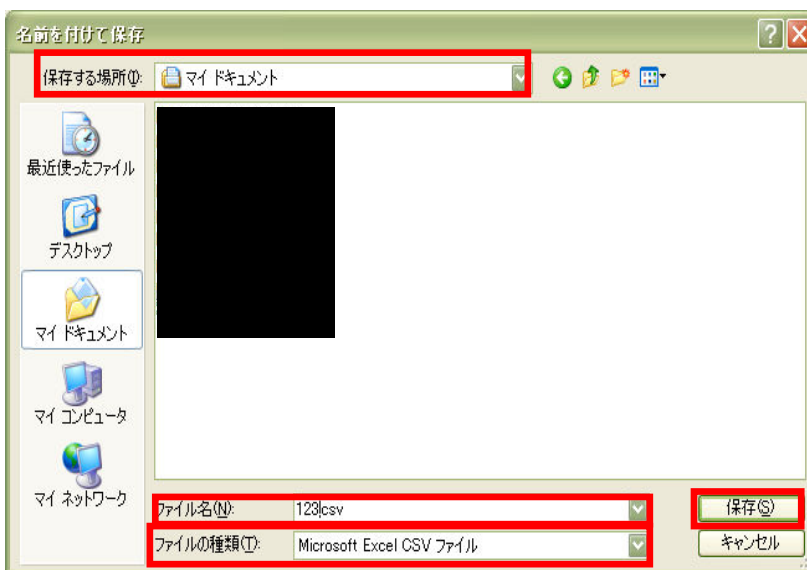 名前を付けて保存
保存する場所(I):
マイ ドキュメント
最近使ったファイル
デスクトップ
マイ ドキュメント
マイ コンピュータ
マイ ネットワーク
ファイル名(N):
123.csv
保存(S)
ファイルの種類(T):
Microsoft Excel CSV ファイル
キャンセル